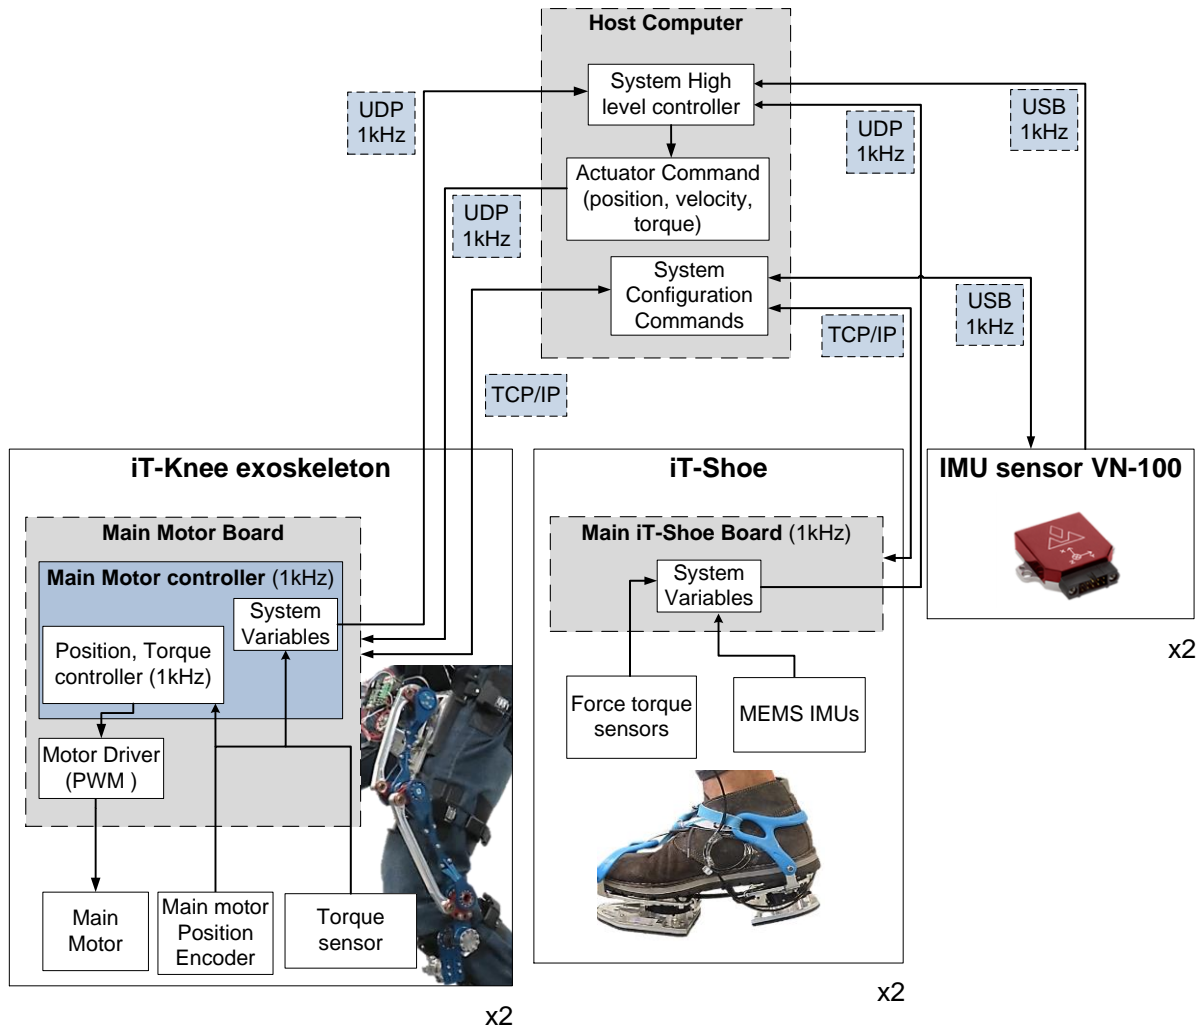 Host Computer
System High
level controller
UDP
1kHz
UDP
1kHz
USB
1kHz
Actuator Command
(position, velocity,
torque)
UDP
1kHz
System
Configuration
Commands
USB
1kHz
TCP/IP
TCP/IP
iT-Knee exoskeleton
Main Motor Board
Main Motor controller (1kHz)
System
Variables
Position, Torque
controller (1kHz)
Motor Driver
(PWM )
Main
Motor
Main motor
Position
Encoder
Torque
sensor
x2
iT-Shoe
Main iT-Shoe Board (1kHz)
System
Variables
Force torque
sensors
MEMS IMUs
x2
IMU sensor VN-100
x2